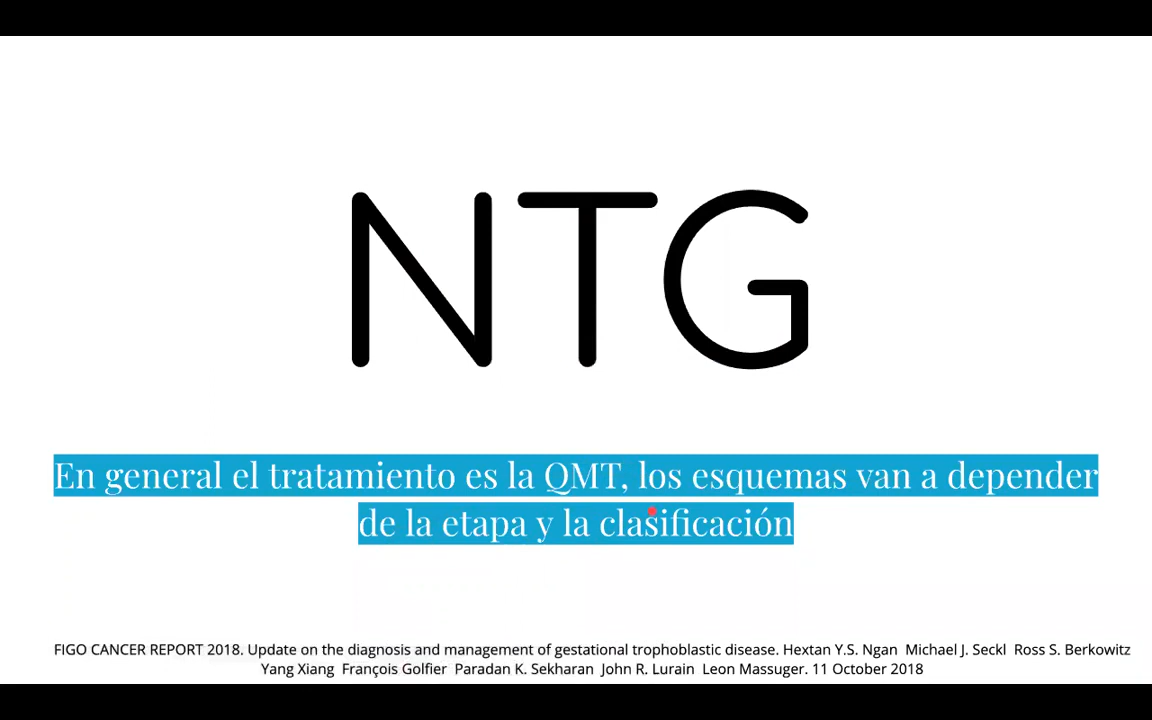 NTG
En general el tratamiento es la QMT, los esquemas van a depender
de la etapa y la clasificación
FIGO CANCER REPORT 2018. Update on the diagnosis and management of gestational trophoblastic disease. Hextan Y.S. Ngan Michael J. Seckl Ross S. Berkowitz
Yang Xiang François Golfier Paradan K. Sekharan John R. Lurain Leon Massuger. 11 October 2018